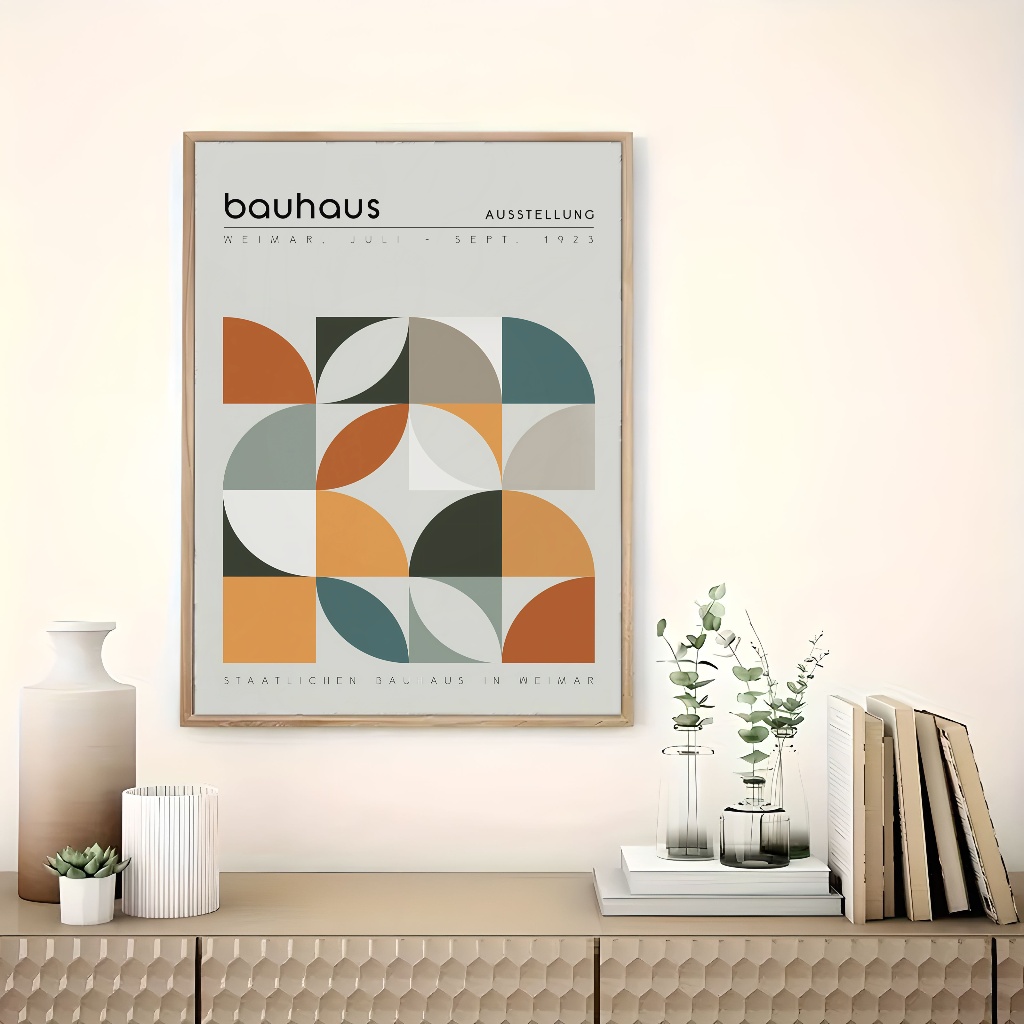 bauhaus
AUSSTELLUNG
WEIMAR, JULI - SEPT. 1923
STAATLICHEN BAUHAUS IN WEIMAR